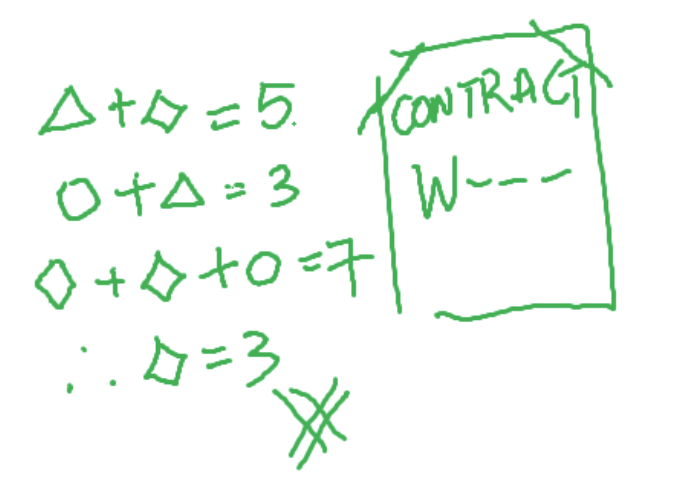 △ + ◇ = 5.
○ + △ = 3
◇ + ◇ + ○ = 7
∴ ◇ = 3
CONTRACT
W---